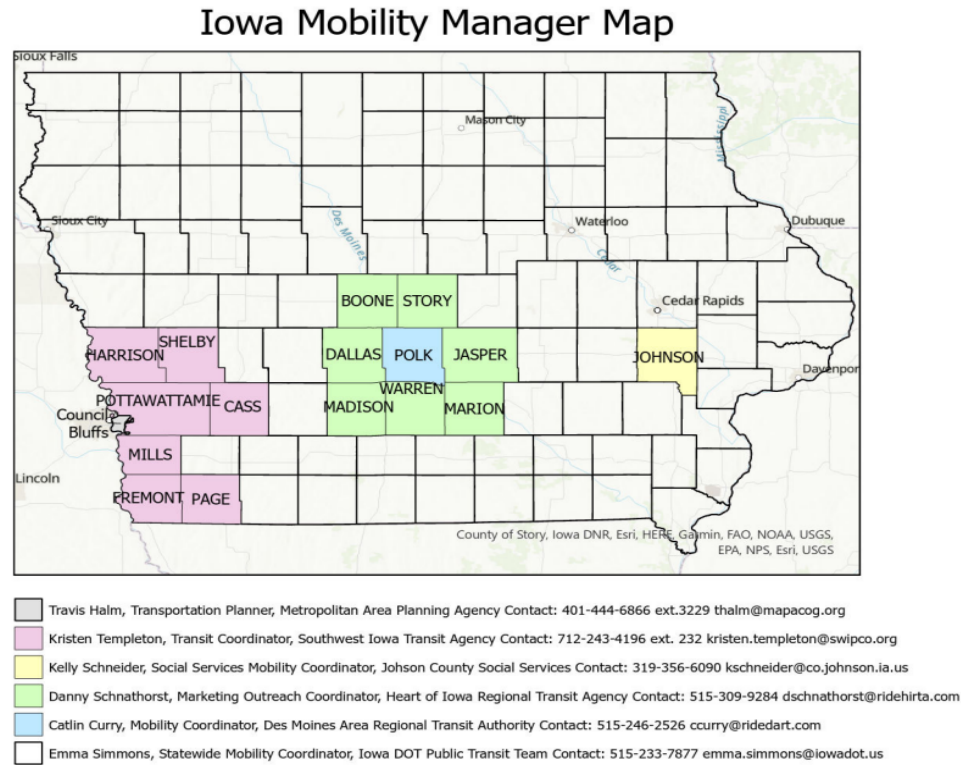 Iowa Mobility Manager Map
Sioux Falls
Mason City
Mississippi
Sioux City
Des Moines
Waterloo
Dubuque
Cedar
BOONE STORY
Cedar Rapids
HARRISON SHELBY
DALLAS POLK JASPER
JOHNSON
Davenpor
POTTAWATTAMIE CASS
WARREN
MADISON MARION
Council
Bluffs
MILLS
Lincoln
FREMONT PAGE
County of Story, Iowa DNR, Esri, HERE, Garmin, FAO, NOAA, USGS,
EPA, NPS, Esri, USGS
Travis Halm, Transportation Planner, Metropolitan Area Planning Agency Contact: 401-444-6866 ext.3229 thalm@mapacog.org
Kristen Templeton, Transit Coordinator, Southwest Iowa Transit Agency Contact: 712-243-4196 ext. 232 kristen.templeton@swipco.org
Kelly Schneider, Social Services Mobility Coordinator, Johson County Social Services Contact: 319-356-6090 kschneider@co.johnson.ia.us
Danny Schnathorst, Marketing Outreach Coordinator, Heart of Iowa Regional Transit Agency Contact: 515-309-9284 dschnathorst@ridehirta.com
Catlin Curry, Mobility Coordinator, Des Moines Area Regional Transit Authority Contact: 515-246-2526 ccurry@ridedart.com
Emma Simmons, Statewide Mobility Coordinator, Iowa DOT Public Transit Team Contact: 515-233-7877 emma.simmons@iowadot.us